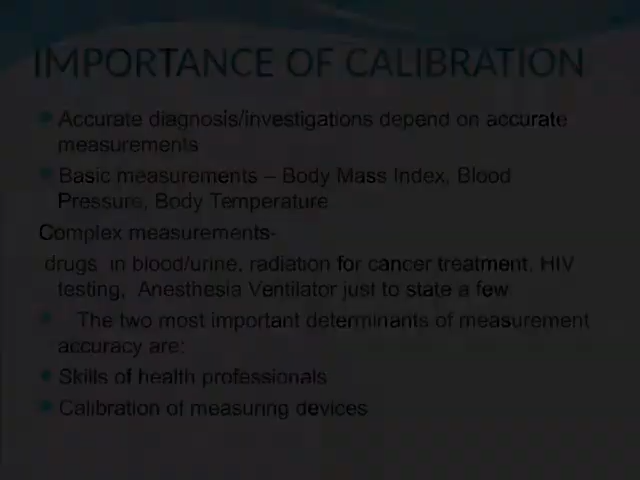 IMPORTANCE OF CALIBRATION
Accurate diagnosis/investigations depend on accurate
measurements
Basic measurements – Body Mass Index, Blood
Pressure, Body Temperature
Complex measurements-
drugs in blood/urine, radiation for cancer treatment, HIV
testing, Anesthesia Ventilator just to state a few
The two most important determinants of measurement
accuracy are:
Skills of health professionals
Calibration of measuring devices